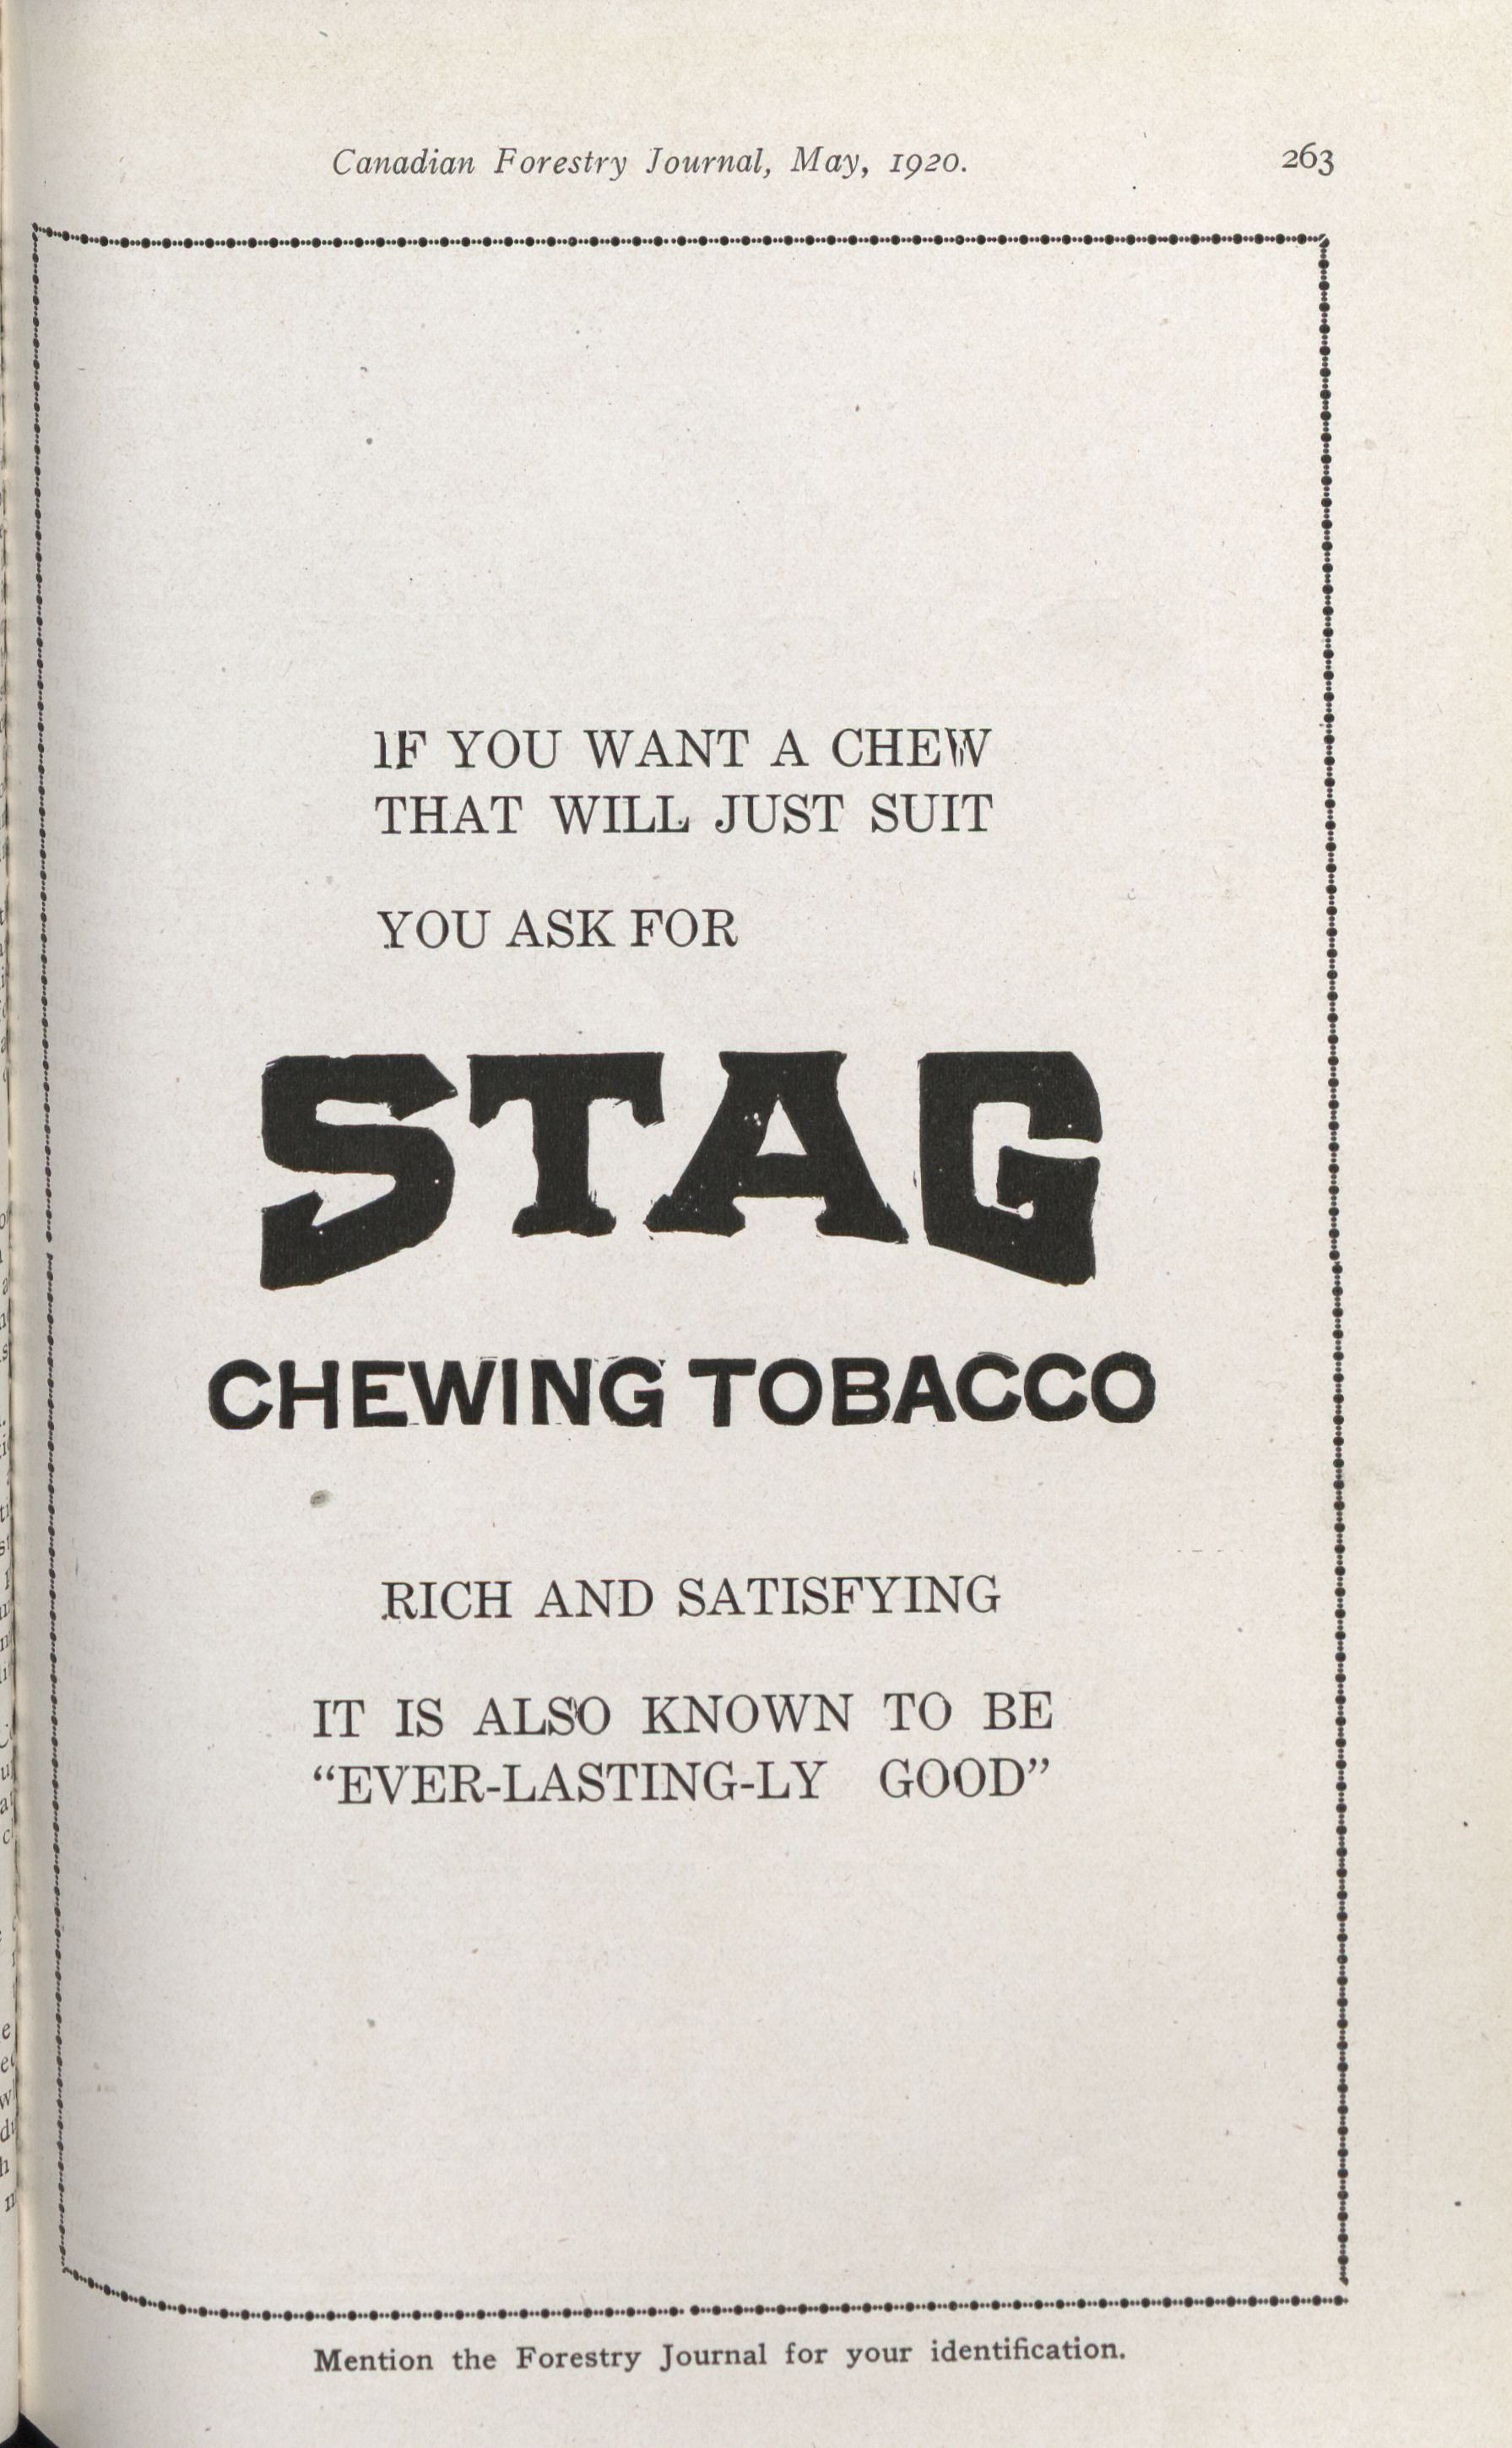 Canadian Forestry Journal, May, 1920. 263
IF YOU WANT A CHEW
THAT WILL JUST SUIT
YOU ASK FOR
STAG
CHEWING TOBACCO
RICH AND SATISFYING
IT IS ALSO KNOWN TO BE
“EVER-LASTING-LY GOOD”
Mention the Forestry Journal for your identification.